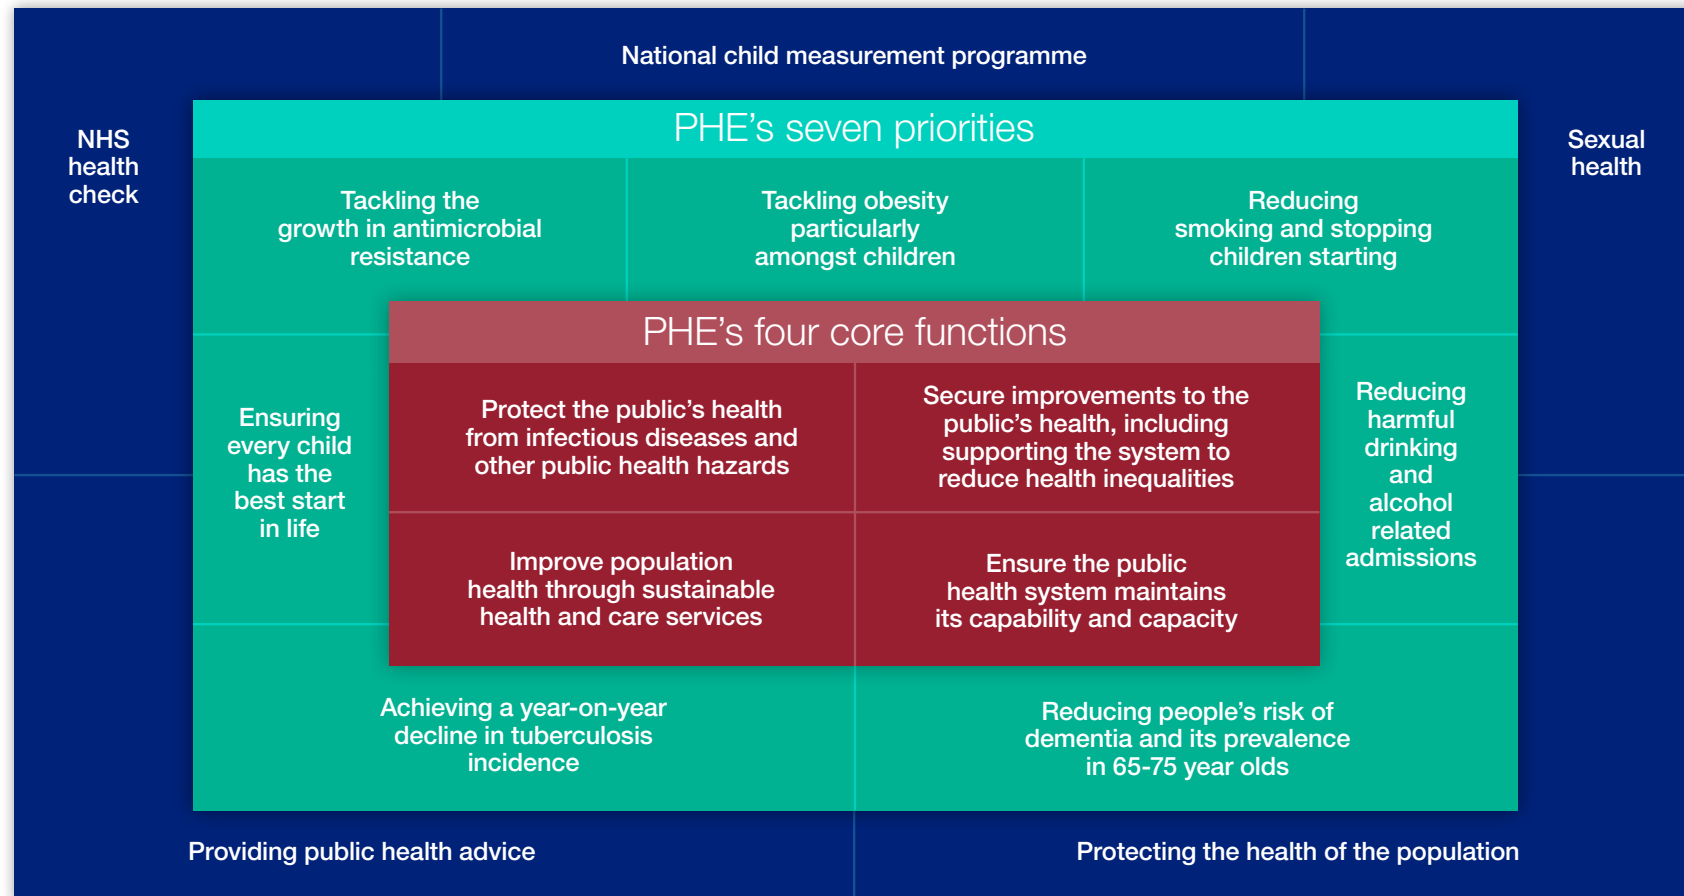 National child measurement programme
NHS
health
check
Sexual
health
PHE’s seven priorities
Tackling the
growth in antimicrobial
resistance
Tackling obesity
particularly
amongst children
Reducing
smoking and stopping
children starting
Ensuring
every child
has the
best start
in life
PHE’s four core functions
Protect the public’s health
from infectious diseases and
other public health hazards
Secure improvements to the
public’s health, including
supporting the system to
reduce health inequalities
Improve population
health through sustainable
health and care services
Ensure the public
health system maintains
its capability and capacity
Reducing
harmful
drinking
and
alcohol
related
admissions
Achieving a year-on-year
decline in tuberculosis
incidence
Reducing people’s risk of
dementia and its prevalence
in 65-75 year olds
Providing public health advice
Protecting the health of the population